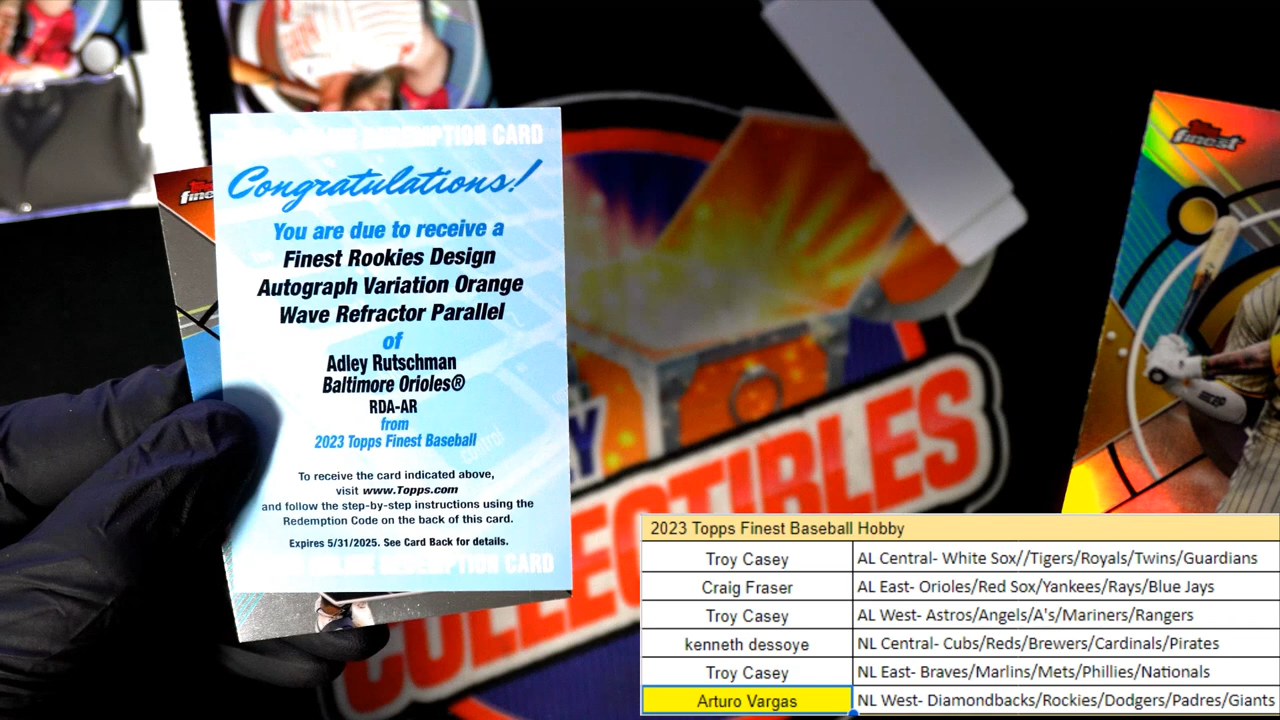 REDEMPTION CARD
Congratulations!
You are due to receive a
Finest Rookies Design
Autograph Variation Orange
Wave Refractor Parallel
of
Adley Rutschman
Baltimore Orioles®
RDA-AR
from
2023 Topps Finest Baseball
To receive the card indicated above,
visit www.Topps.com
and follow the step-by-step instructions using the
Redemption Code on the back of this card.
Expires 5/31/2025. See Card Back for details.
ONLINE REDEMPTION CARD
Topps
finest
COLLECTIBLES
2023 Topps Finest Baseball Hobby
Troy Casey AL Central- White Sox//Tigers/Royals/Twins/Guardians
Craig Fraser AL East- Orioles/Red Sox/Yankees/Rays/Blue Jays
Troy Casey AL West- Astros/Angels/A's/Mariners/Rangers
kenneth dessoye NL Central- Cubs/Reds/Brewers/Cardinals/Pirates
Troy Casey NL East- Braves/Marlins/Mets/Phillies/Nationals
Arturo Vargas NL West- Diamondbacks/Rockies/Dodgers/Padres/Giants